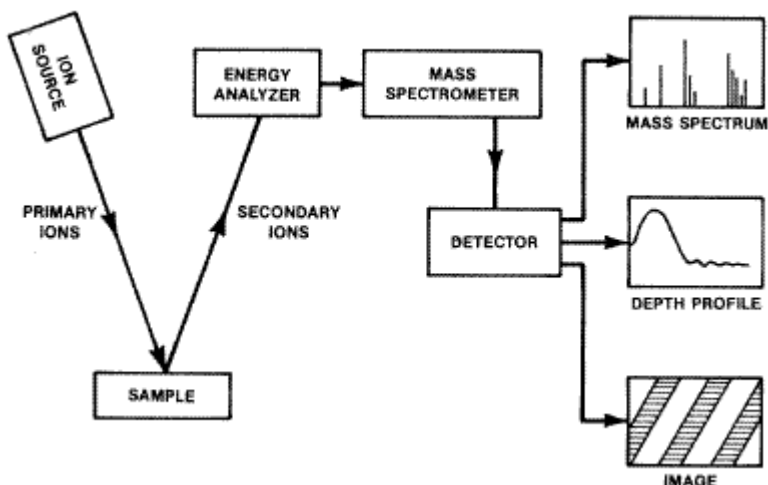 ION
SOURCE
ENERGY
ANALYZER
MASS
SPECTROMETER
MASS SPECTRUM
PRIMARY
IONS
SECONDARY
IONS
DETECTOR
DEPTH PROFILE
SAMPLE
IMAGE